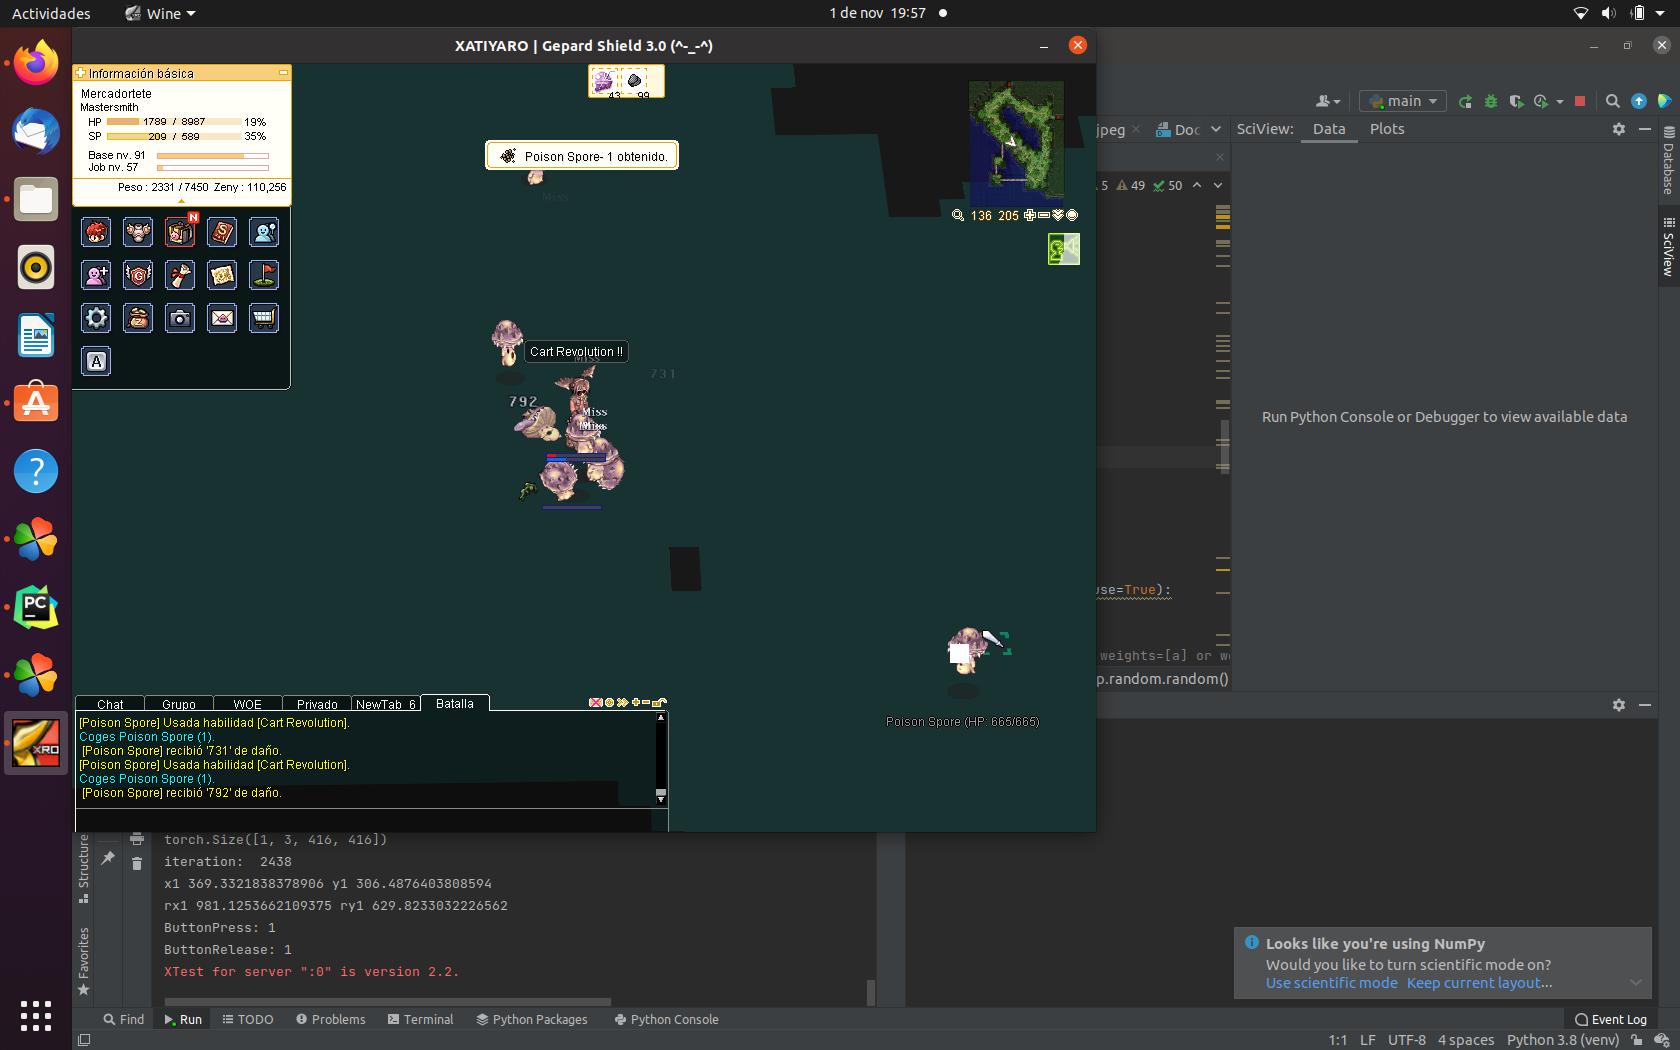 Actividades
Wine
1 de nov 19:57
XATIYARO | Gepard Shield 3.0 (^-_-^)
Información básica
Mercadortete
Mastersmith
HP 1789 / 8987 19%
SP 209 / 589 35%
Base nv. 91
Job nv. 57
Peso : 2331 / 7450 Zeny : 110,256
N
A
43 99
Poison Spore- 1 obtenido.
Miss
136 205
Cart Revolution !!
Miss
731
792
Miss
Miss
Poison Spore (HP: 665/665)
Chat
Grupo
WOE
Privado
NewTab_6
Batalla
[Poison Spore] Usada habilidad [Cart Revolution].
Coges Poison Spore (1).
[Poison Spore] recibió '731' de daño.
[Poison Spore] Usada habilidad [Cart Revolution].
Coges Poison Spore (1).
[Poison Spore] recibió '792' de daño.
PC
XRO
main
jpeg
Doc
SciView:
Data
Plots
5 49 50
Database
SciView
Run Python Console or Debugger to view available data
use=True):
weights=[a] or w
p.random.random()
Structure
Favorites
torch.Size([1, 3, 416, 416])
iteration: 2438
x1 369.3321838378906 y1 306.4876403808594
rx1 981.1253662109375 ry1 629.8233032226562
ButtonPress: 1
ButtonRelease: 1
XTest for server ":0" is version 2.2.
Looks like you're using NumPy
Would you like to turn scientific mode on?
Use scientific mode Keep current layout...
Find
Run
TODO
Problems
Terminal
Python Packages
Python Console
Event Log
1:1 LF UTF-8 4 spaces Python 3.8 (venv)